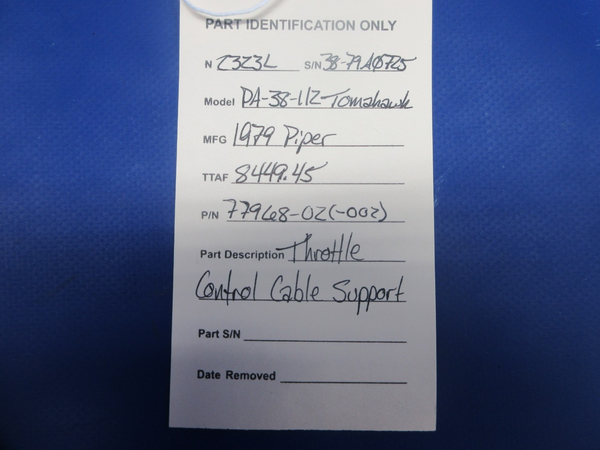 PART IDENTIFICATION ONLY
N 2323L S/N 38-79A0725
Model PA-38-112-Tomahawk
MFG 1979 Piper
TTAF 8449.45
P/N 77968-02(-002)
Part Description Throttle
Control Cable Support
Part S/N
Date Removed